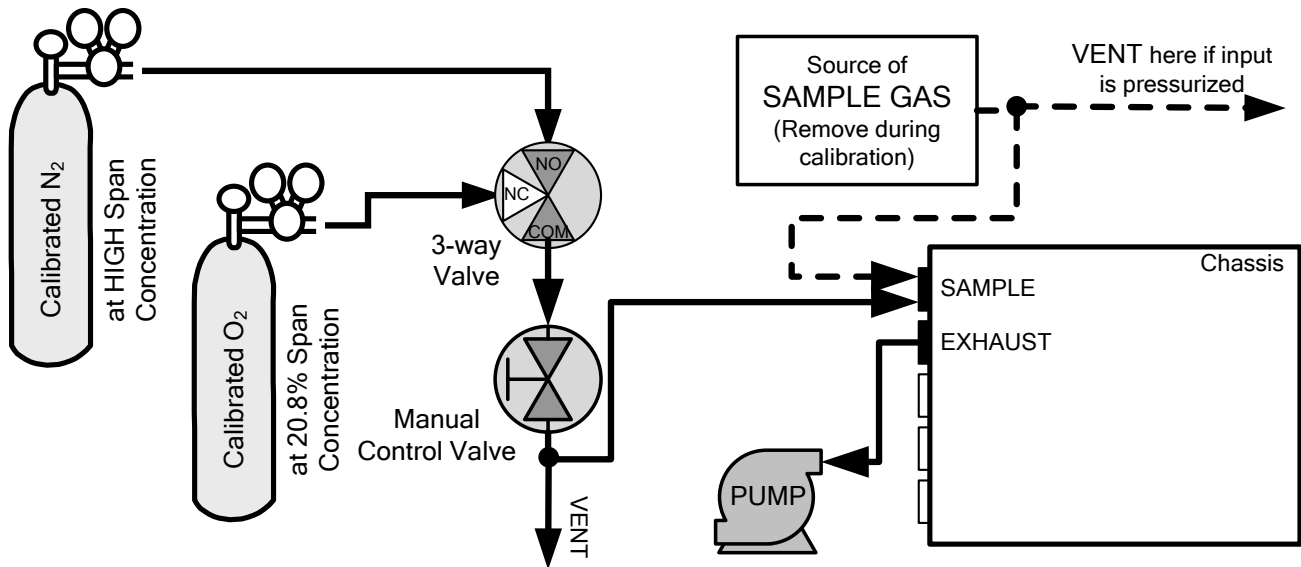 Calibrated N₂
at HIGH Span
Concentration
Calibrated O₂
at 20.8% Span
Concentration
NO
NC
COM
3-way
Valve
Manual
Control Valve
VENT
Source of
SAMPLE GAS
(Remove during
calibration)
VENT here if input
is pressurized
Chassis
SAMPLE
EXHAUST
PUMP